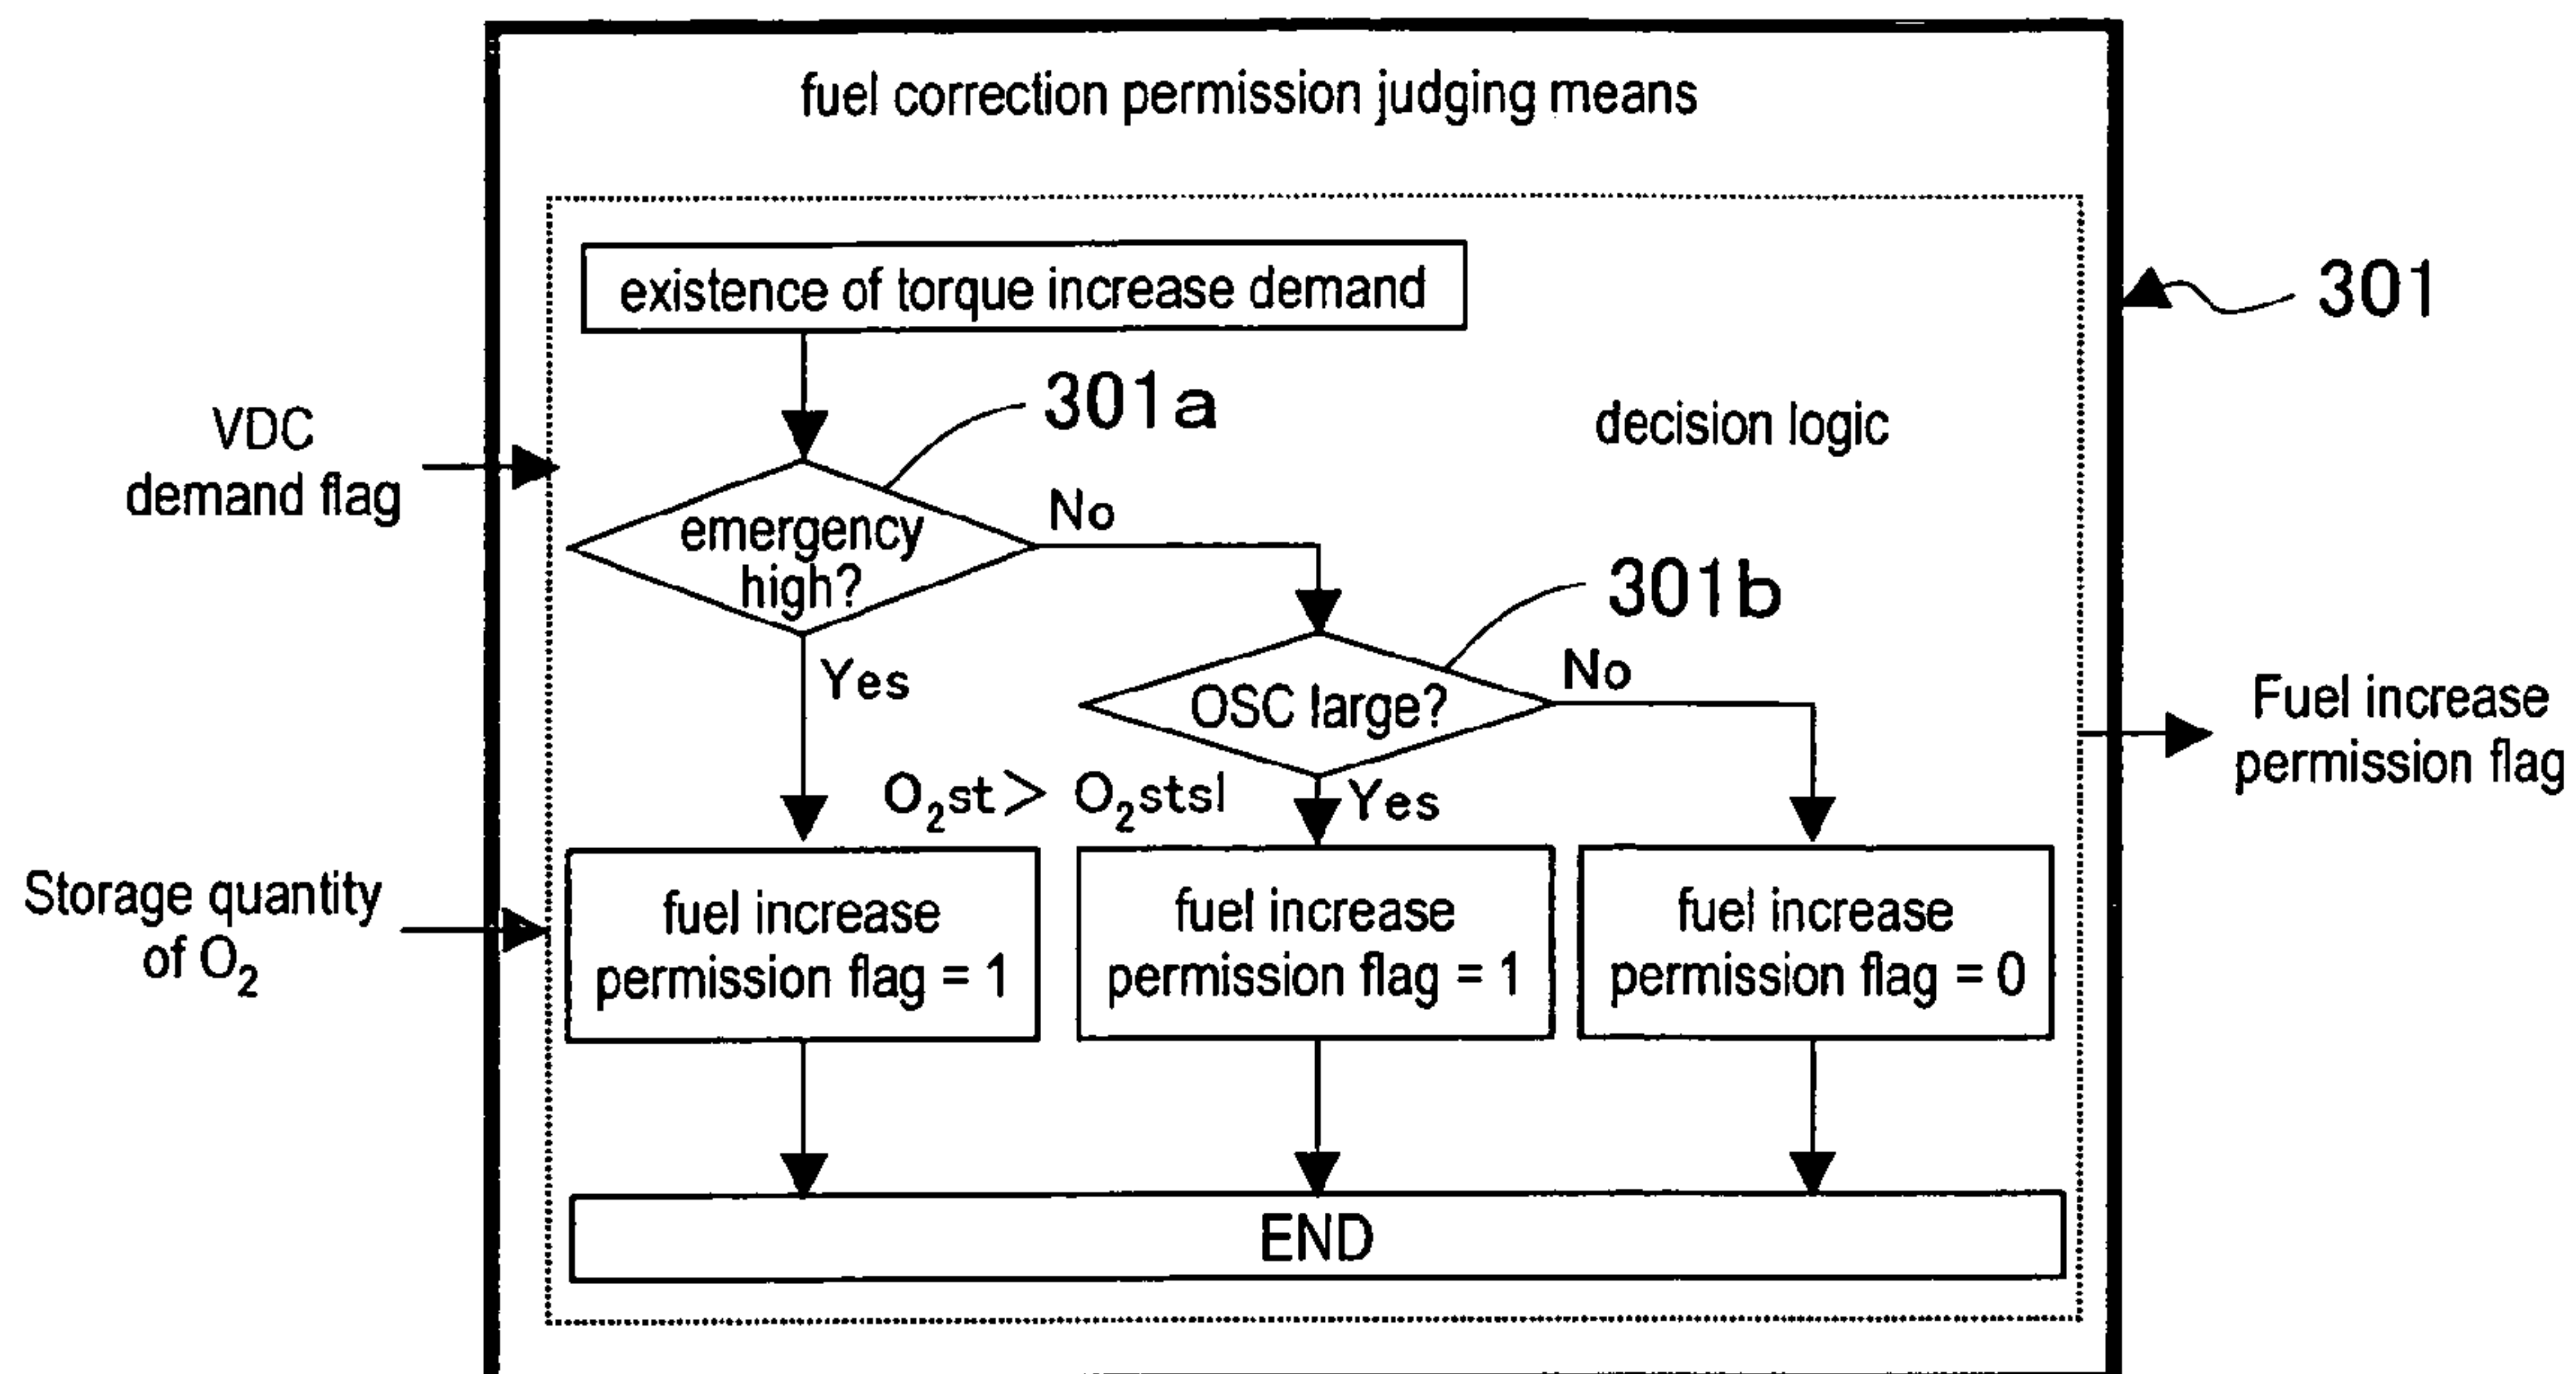 fuel correction permission judging means
existence of torque increase demand
301
301a
decision logic
VDC
demand flag
emergency
high?
No
301b
Yes
OSC large?
No
Fuel increase
permission flag
O₂st > O₂stsl
Yes
Storage quantity
of O₂
fuel increase
permission flag = 1
fuel increase
permission flag = 1
fuel increase
permission flag = 0
END